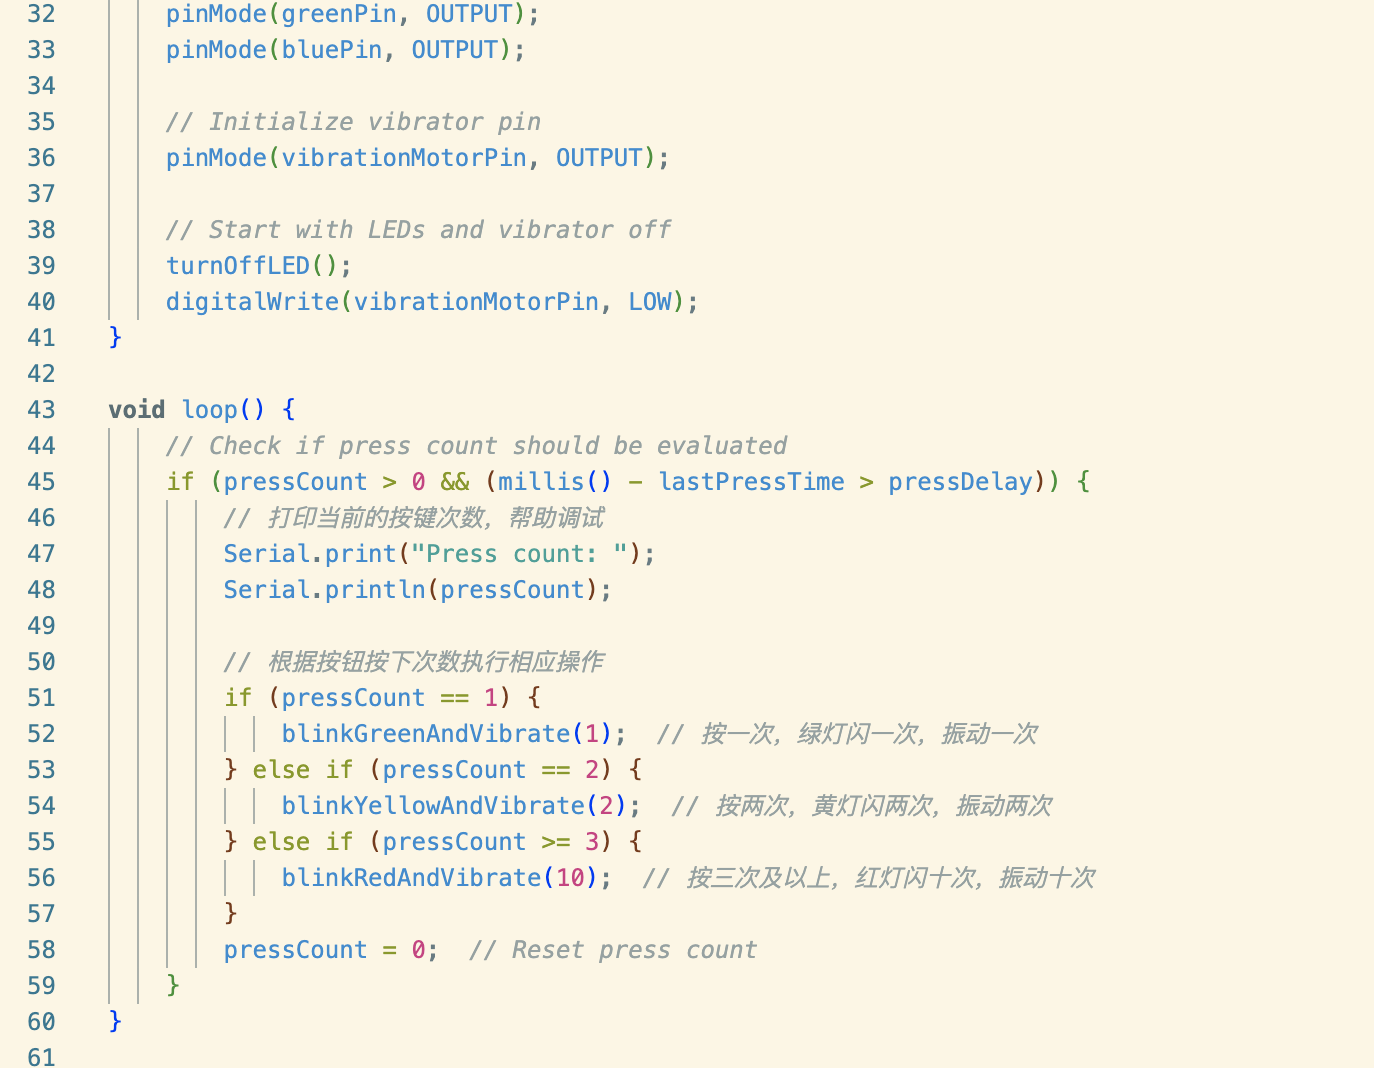 32 pinMode(greenPin, OUTPUT);
33 pinMode(bluePin, OUTPUT);
34
35 // Initialize vibrator pin
36 pinMode(vibrationMotorPin, OUTPUT);
37
38 // Start with LEDs and vibrator off
39 turnOffLED();
40 digitalWrite(vibrationMotorPin, LOW);
41 }
42
43 void loop() {
44 // Check if press count should be evaluated
45 if (pressCount > 0 && (millis() - lastPressTime > pressDelay)) {
46 // 打印当前的按键次数，帮助调试
47 Serial.print("Press count: ");
48 Serial.println(pressCount);
49
50 // 根据按钮按下次数执行相应操作
51 if (pressCount == 1) {
52 blinkGreenAndVibrate(1); // 按一次，绿灯闪一次，振动一次
53 } else if (pressCount == 2) {
54 blinkYellowAndVibrate(2); // 按两次，黄灯闪两次，振动两次
55 } else if (pressCount >= 3) {
56 blinkRedAndVibrate(10); // 按三次及以上，红灯闪十次，振动十次
57 }
58 pressCount = 0; // Reset press count
59 }
60 }
61